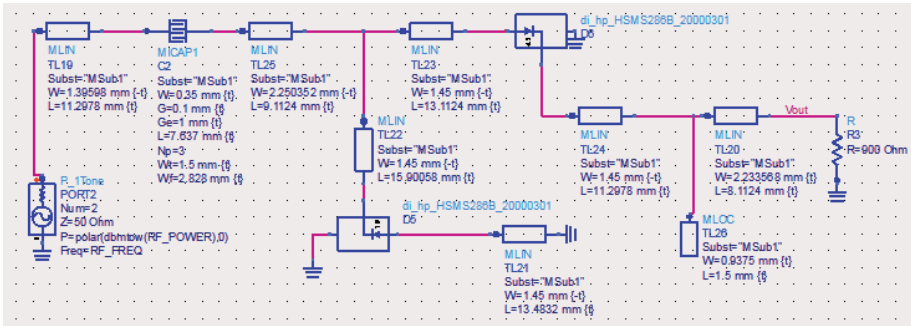 di_hp_HSMS286B_20000301
D6
MLIN
TL19
Subst="MSub1"
W=1.39598 mm {-t}
L=11.2978 mm {t}
MICAP1
C2
Subst="MSub1"
W=0.35 mm {t}
G=0.1 mm {t}
Ge=1 mm {t}
L=7.637 mm {t}
Np=3
Wt=1.5 mm {t}
Wf=2.828 mm {t}
MLIN
TL25
Subst="MSub1"
W=2.250352 mm {-t}
L=9.1124 mm {t}
MLIN
TL23
Subst="MSub1"
W=1.45 mm {-t}
L=13.1124 mm {t}
MLIN
TL22
Subst="MSub1"
W=1.45 mm {-t}
L=15.90058 mm {t}
MLIN
TL24
Subst="MSub1"
W=1.45 mm {-t}
L=11.2978 mm {t}
MLIN
TL20
Subst="MSub1"
W=2.233568 mm {-t}
L=8.1124 mm {t}
Vout
R
R3
R=900 Ohm
P_1Tone
PORT2
Num=2
Z=50 Ohm
P=polar(dbmtow(RF_POWER),0)
Freq=RF_FREQ
di_hp_HSMS286B_20000301
D5
MLIN
TL21
Subst="MSub1"
W=1.45 mm {-t}
L=13.4832 mm {t}
MLOC
TL26
Subst="MSub1"
W=0.9375 mm {-t}
L=1.5 mm {t}